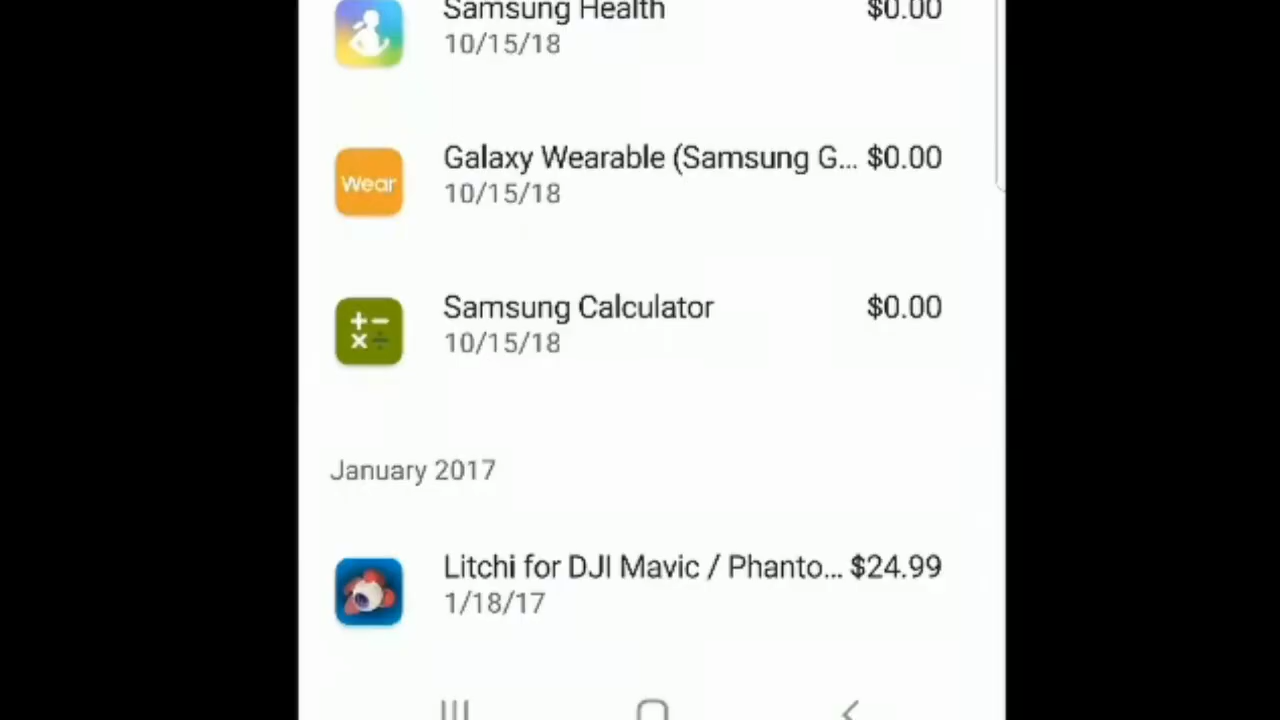 Samsung Health $0.00
10/15/18
Wear
Galaxy Wearable (Samsung G... $0.00
10/15/18
+−
×÷
Samsung Calculator $0.00
10/15/18
January 2017
Litchi for DJI Mavic / Phanto... $24.99
1/18/17